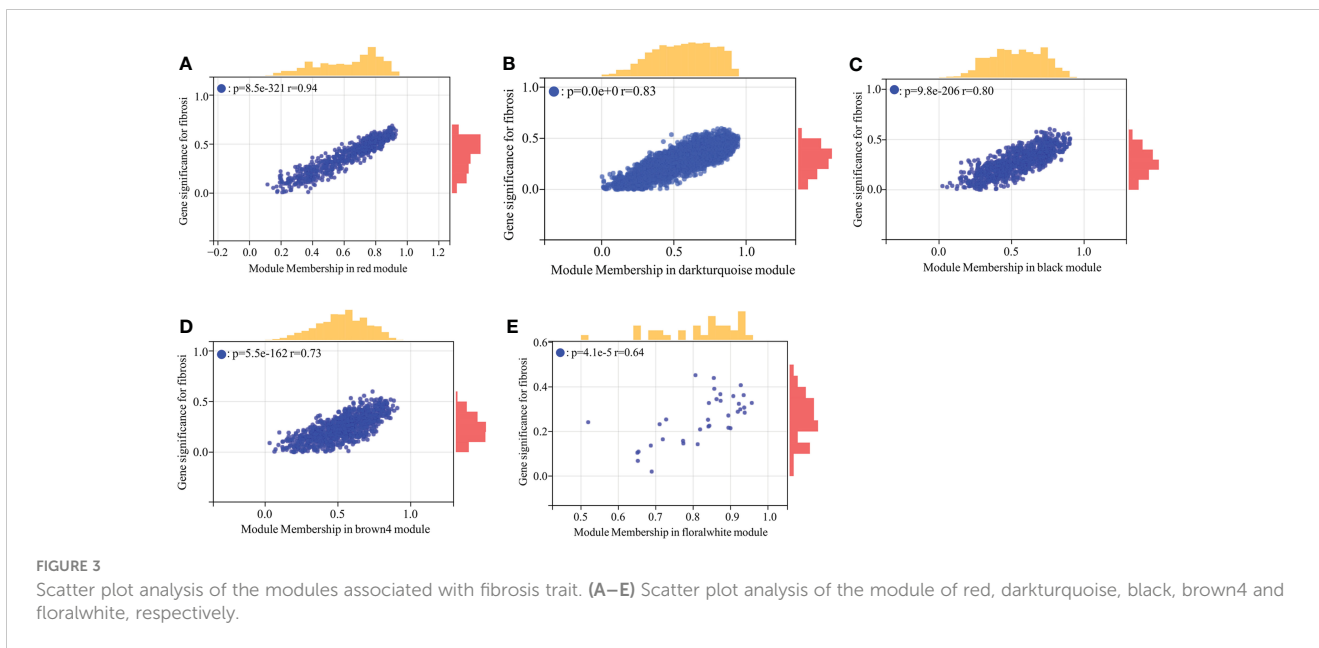 A
: p=8.5e-321 r=0.94
1.0
0.5
0.0
Gene significance for fibrosi
−0.2 0.0 0.2 0.4 0.6 0.8 1.0 1.2
Module Membership in red module
B
: p=0.0e+0 r=0.83
1.0
0.5
0.0
Gene significance for fibrosi
0.0 0.5 1.0
Module Membership in darkturquoise module
C
: p=9.8e-206 r=0.80
1.0
0.5
0.0
Gene significance for fibrosi
0.0 0.5 1.0
Module Membership in black module
D
: p=5.5e-162 r=0.73
1.0
0.5
0.0
Gene significance for fibrosi
0.0 0.5 1.0
Module Membership in brown4 module
E
: p=4.1e-5 r=0.64
0.6
0.4
0.2
0.0
Gene significance for fibrosi
0.5 0.6 0.7 0.8 0.9 1.0
Module Membership in floralwhite module
FIGURE 3
Scatter plot analysis of the modules associated with fibrosis trait. (A–E) Scatter plot analysis of the module of red, darkturquoise, black, brown4 and
floralwhite, respectively.